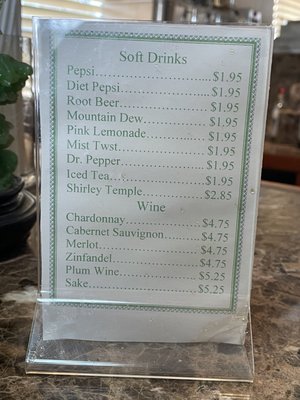 Soft Drinks
Pepsi........................................$1.95
Diet Pepsi................................$1.95
Root Beer................................$1.95
Mountain Dew.......................$1.95
Pink Lemonade......................$1.95
Mist Twst................................$1.95
Dr. Pepper...............................$1.95
Iced Tea...................................$1.95
Shirley Temple.......................$2.85
Wine
Chardonnay.......................$4.75
Cabernet Sauvignon..........$4.75
Merlot................................$4.75
Zinfandel...........................$4.75
Plum Wine........................$5.25
Sake...................................$5.25